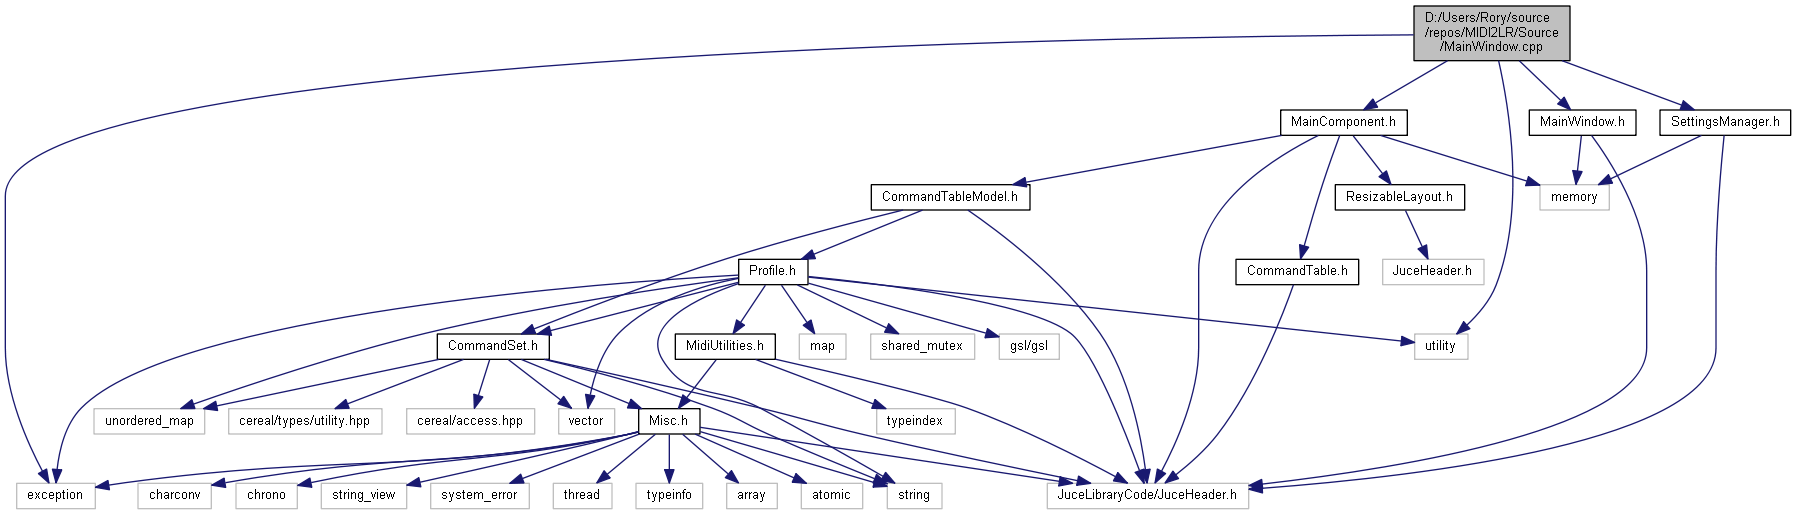 D:/Users/Rory/source
/repos/MIDI2LR/Source
/MainWindow.cpp
MainComponent.h
MainWindow.h
SettingsManager.h
CommandTableModel.h
ResizableLayout.h
memory
Profile.h
CommandTable.h
JuceHeader.h
CommandSet.h
MidiUtilities.h
map
shared_mutex
gsl/gsl
utility
unordered_map
cereal/types/utility.hpp
cereal/access.hpp
vector
Misc.h
typeindex
exception
charconv
chrono
string_view
system_error
thread
typeinfo
array
atomic
string
JuceLibraryCode/JuceHeader.h